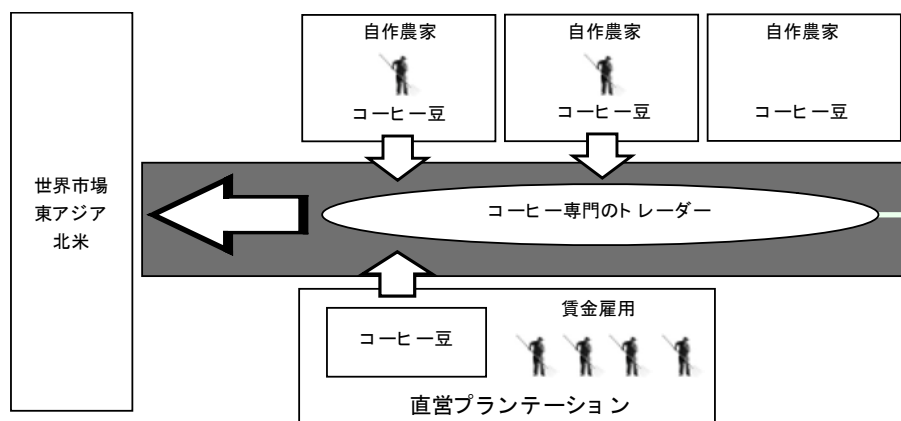 自作農家
コーヒー豆
自作農家
コーヒー豆
自作農家
コーヒー豆
世界市場
東アジア
北米
コーヒー専門のトレーダー
コーヒー豆
賃金雇用
直営プランテーション